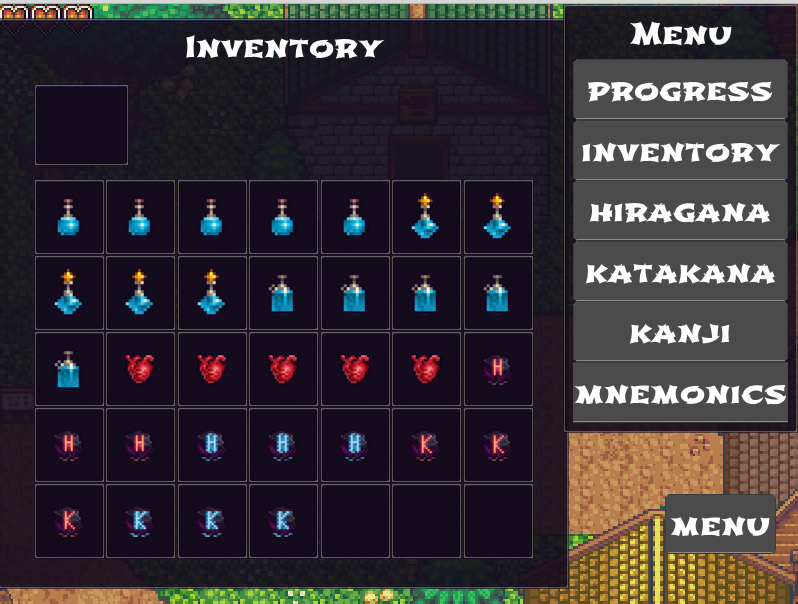 Inventory
H
H H H H H K K
K K K K
Menu
PROGRESS
INVENTORY
HIRAGANA
KATAKANA
KANJI
MNEMONICS
MENU